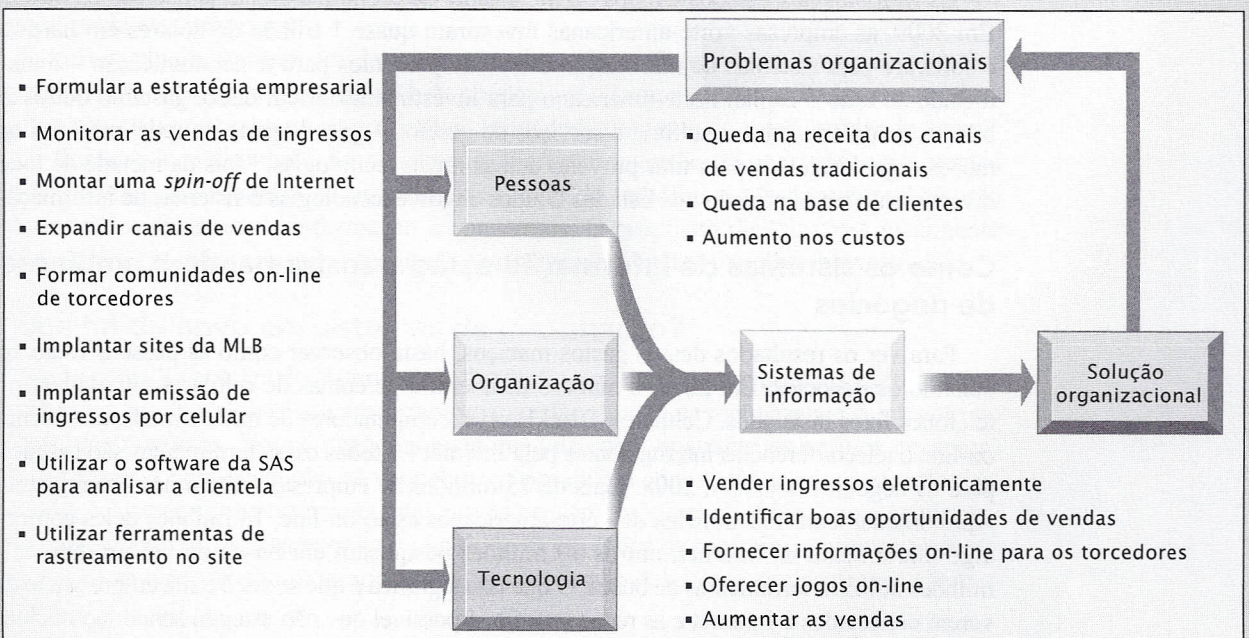 Problemas organizacionais
▪ Formular a estratégia empresarial
▪ Monitorar as vendas de ingressos
▪ Montar uma spin-off de Internet
▪ Expandir canais de vendas
▪ Formar comunidades on-line
de torcedores
▪ Implantar sites da MLB
▪ Implantar emissão de
ingressos por celular
▪ Utilizar o software da SAS
para analisar a clientela
▪ Utilizar ferramentas de
rastreamento no site
Pessoas
Organização
Tecnologia
▪ Queda na receita dos canais
de vendas tradicionais
▪ Queda na base de clientes
▪ Aumento nos custos
Sistemas de
informação
Solução
organizacional
▪ Vender ingressos eletronicamente
▪ Identificar boas oportunidades de vendas
▪ Fornecer informações on-line para os torcedores
▪ Oferecer jogos on-line
▪ Aumentar as vendas